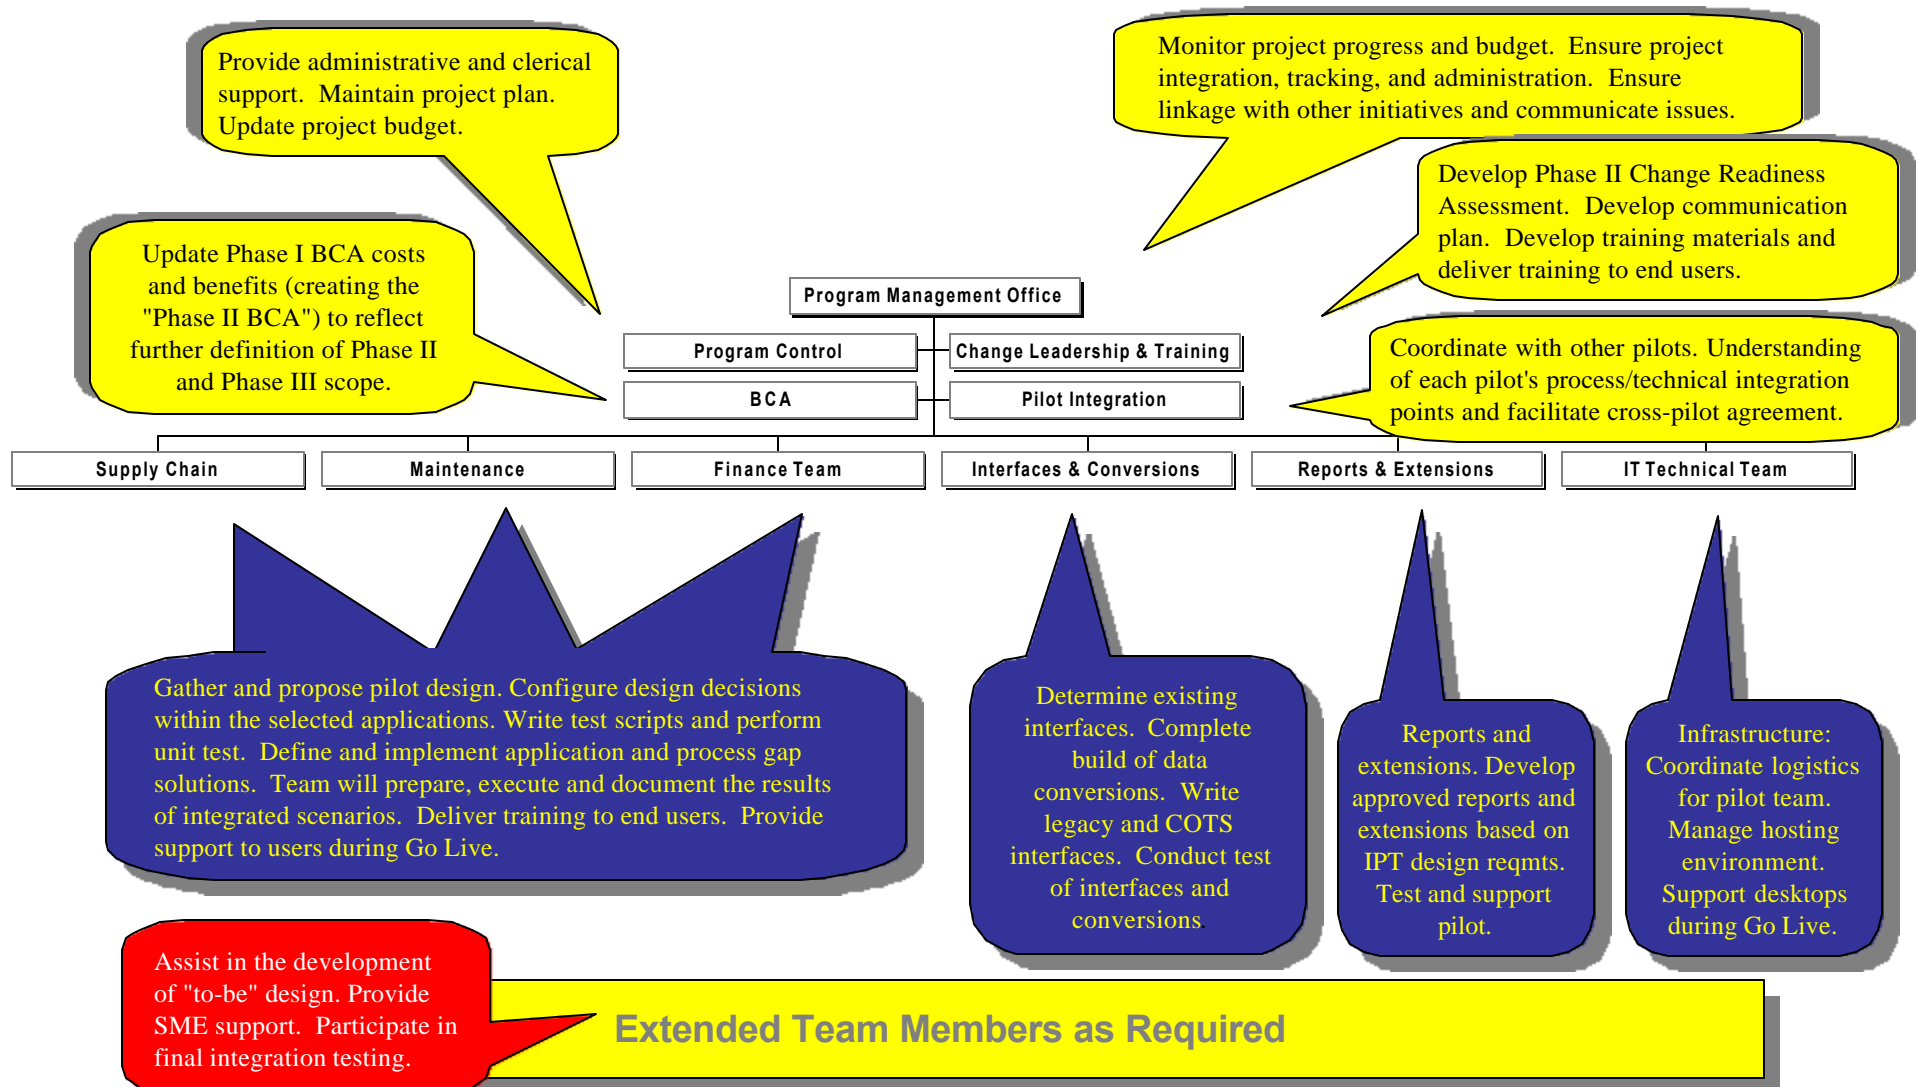 Provide administrative and clerical
support.  Maintain project plan.
Update project budget.
Monitor project progress and budget.  Ensure project
integration, tracking, and administration.  Ensure
linkage with other initiatives and communicate issues.
Develop Phase II Change Readiness
Assessment.  Develop communication
plan.  Develop training materials and
deliver training to end users.
Update Phase I BCA costs
and benefits (creating the
"Phase II BCA") to reflect
further definition of Phase II
and Phase III scope.
Program Management Office
Program Control
Change Leadership & Training
BCA
Pilot Integration
Coordinate with other pilots. Understanding
of each pilot's process/technical integration
points and facilitate cross-pilot agreement.
Supply Chain
Maintenance
Finance Team
Interfaces & Conversions
Reports & Extensions
IT Technical Team
Gather and propose pilot design. Configure design decisions
within the selected applications. Write test scripts and perform
unit test.  Define and implement application and process gap
solutions.  Team will prepare, execute and document the results
of integrated scenarios.  Deliver training to end users.  Provide
support to users during Go Live.
Determine existing
interfaces.  Complete
build of data
conversions.  Write
legacy and COTS
interfaces.  Conduct test
of interfaces and
conversions.
Reports and
extensions. Develop
approved reports and
extensions based on
IPT design reqmts.
Test and support
pilot.
Infrastructure:
Coordinate logistics
for pilot team.
Manage hosting
environment.
Support desktops
during Go Live.
Assist in the development
of "to-be" design. Provide
SME support.  Participate in
final integration testing.
Extended Team Members as Required